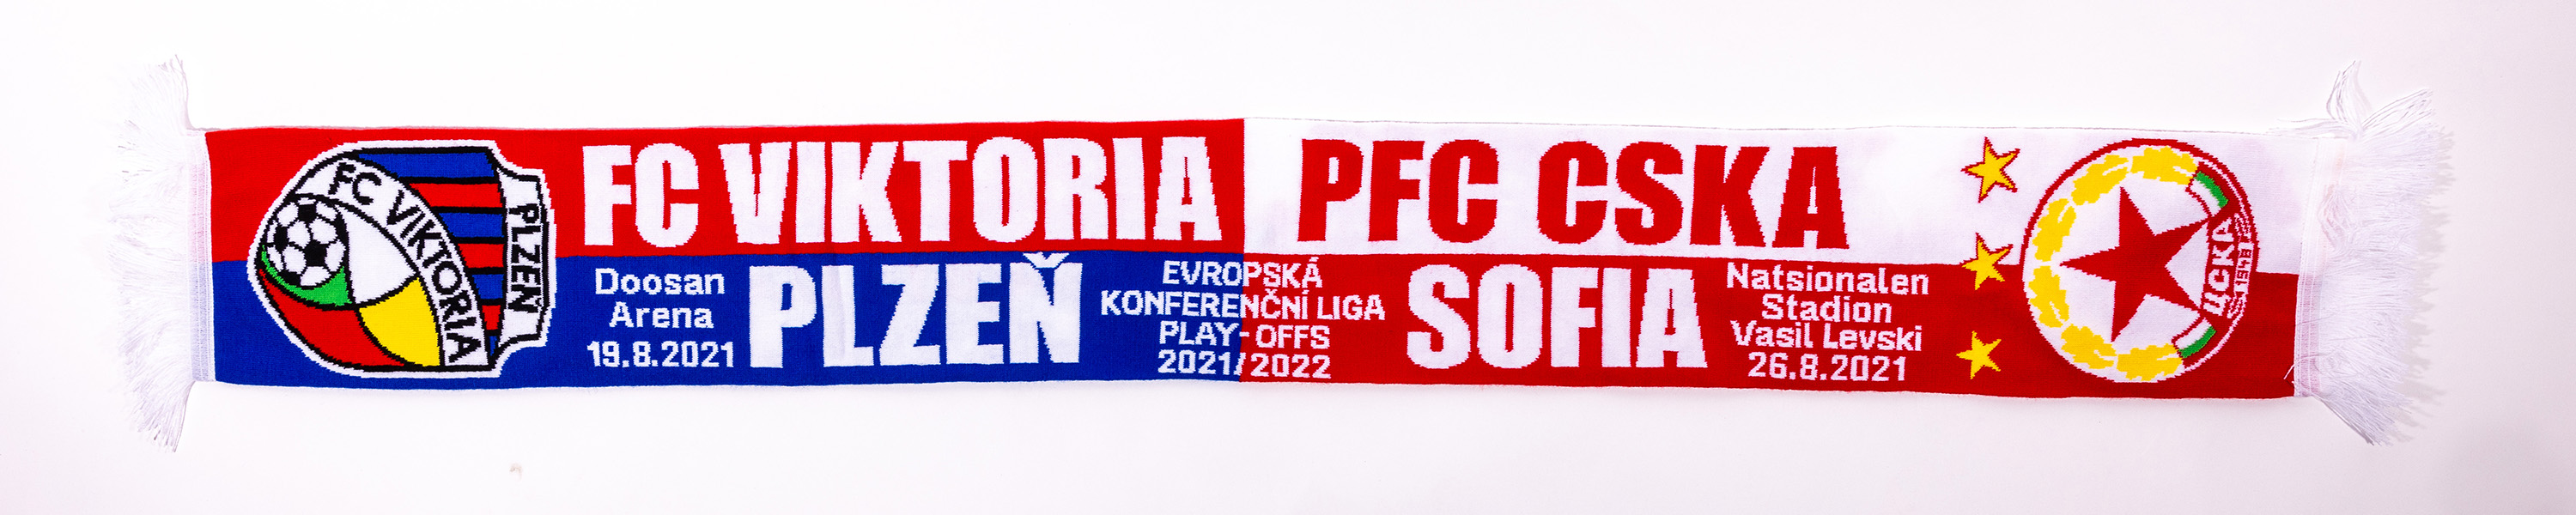 FC VIKTORIA
PLZEŇ
FC VIKTORIA
PLZEŇ
Doosan
Arena
19.8.2021
EVROPSKÁ
KONFERENČNÍ LIGA
PLAY-OFFS
2021/2022
PFC CSKA
SOFIA
Natsionalen
Stadion
Vasil Levski
26.8.2021
ЦСКА
1948